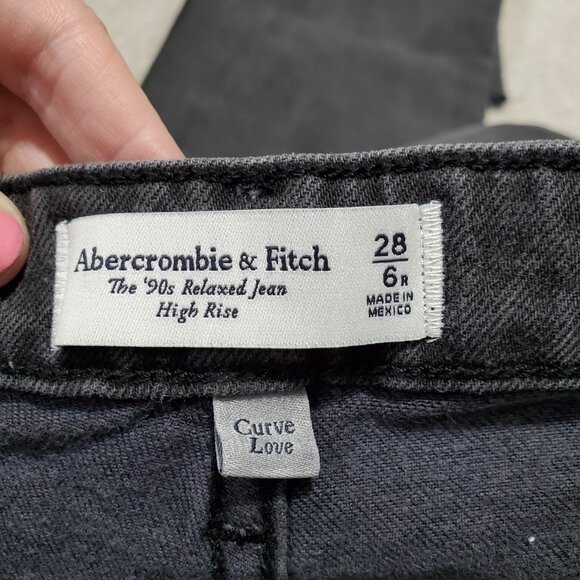 Abercrombie & Fitch
The '90s Relaxed Jean
High Rise
28
6R
MADE IN
MEXICO
Curve
Love